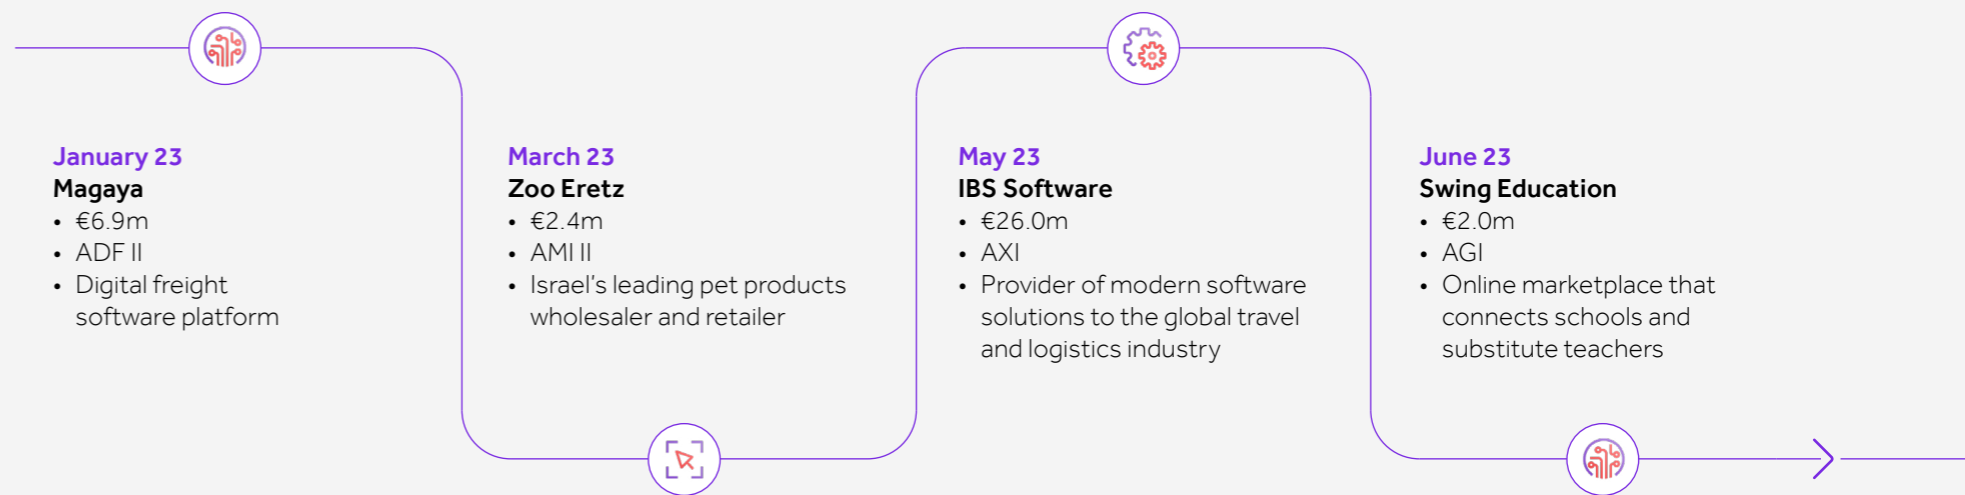 January 23
Magaya
• €6.9m
• ADF II
• Digital freight
software platform
March 23
Zoo Eretz
• €2.4m
• AMI II
• Israel’s leading pet products
wholesaler and retailer
May 23
IBS Software
• €26.0m
• AXI
• Provider of modern software
solutions to the global travel
and logistics industry
June 23
Swing Education
• €2.0m
• AGI
• Online marketplace that
connects schools and
substitute teachers